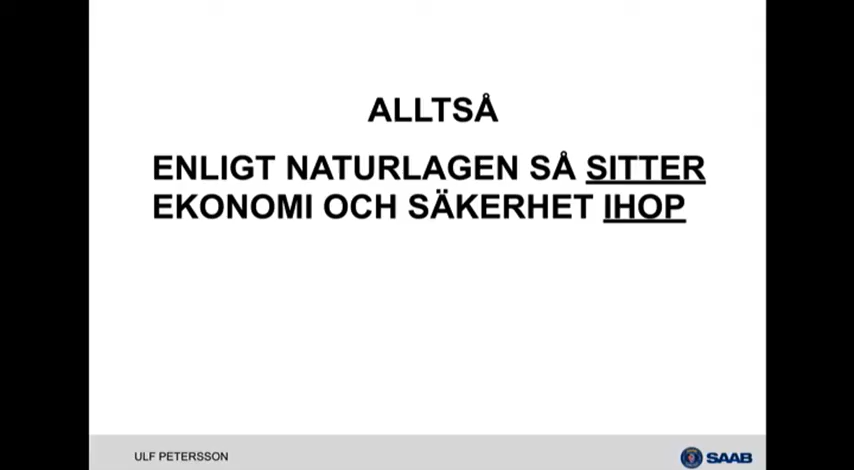 ALLTSÅ
ENLIGT NATURLAGEN SÅ SITTER
EKONOMI OCH SÄKERHET IHOP
ULF PETERSSON
SAAB